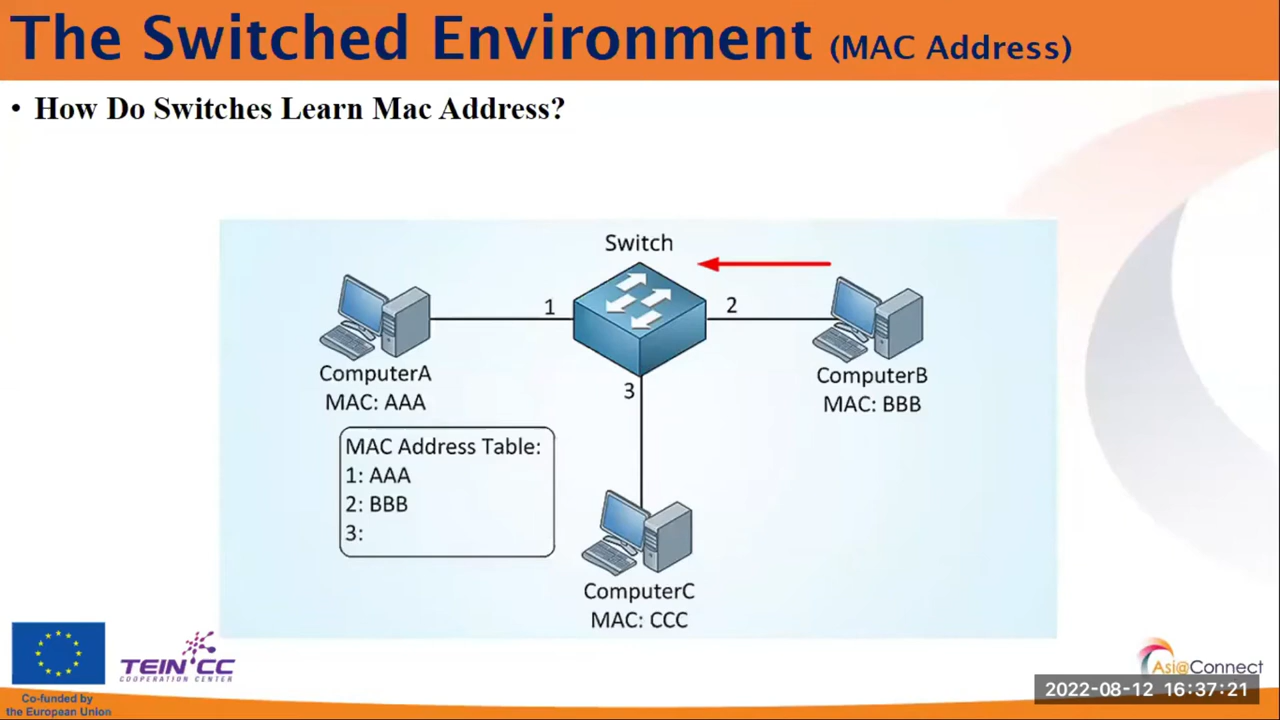 The Switched Environment (MAC Address)
• How Do Switches Learn Mac Address?
Switch
1
2
3
ComputerA
MAC: AAA
ComputerB
MAC: BBB
MAC Address Table:
1: AAA
2: BBB
3:
ComputerC
MAC: CCC
Co-funded by
the European Union
TEIN CC
COOPERATION CENTER
Asi@Connect
2022-08-12 16:37:21